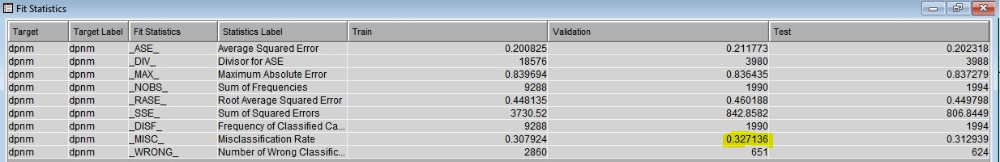 Fit Statistics
Target Target Label Fit Statistics Statistics Label Train Validation Test
dpnm dpnm _ASE_ Average Squared Error 0.200825 0.211773 0.202318
dpnm dpnm _DIV_ Divisor for ASE 18576 3980 3988
dpnm dpnm _MAX_ Maximum Absolute Error 0.839694 0.836435 0.837279
dpnm dpnm _NOBS_ Sum of Frequencies 9288 1990 1994
dpnm dpnm _RASE_ Root Average Squared Error 0.448135 0.460188 0.449798
dpnm dpnm _SSE_ Sum of Squared Errors 3730.52 842.8582 806.8449
dpnm dpnm _DISF_ Frequency of Classified Ca... 9288 1990 1994
dpnm dpnm _MISC_ Misclassification Rate 0.307924 0.327136 0.312939
dpnm dpnm _WRONG_ Number of Wrong Classific... 2860 651 624